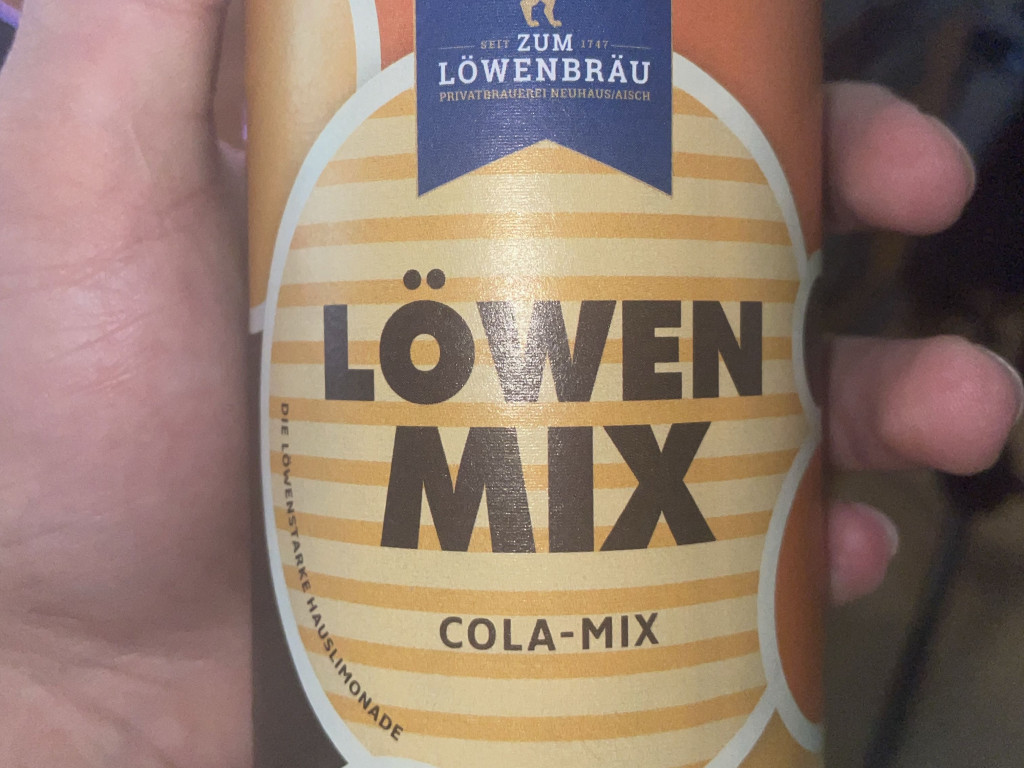 SEIT ZUM 1747
LÖWENBRÄU
PRIVATBRAUEREI NEUHAUS/AISCH
LÖWEN
MIX
COLA-MIX
DIE LÖWENSTARKE HAUSLIMONADE